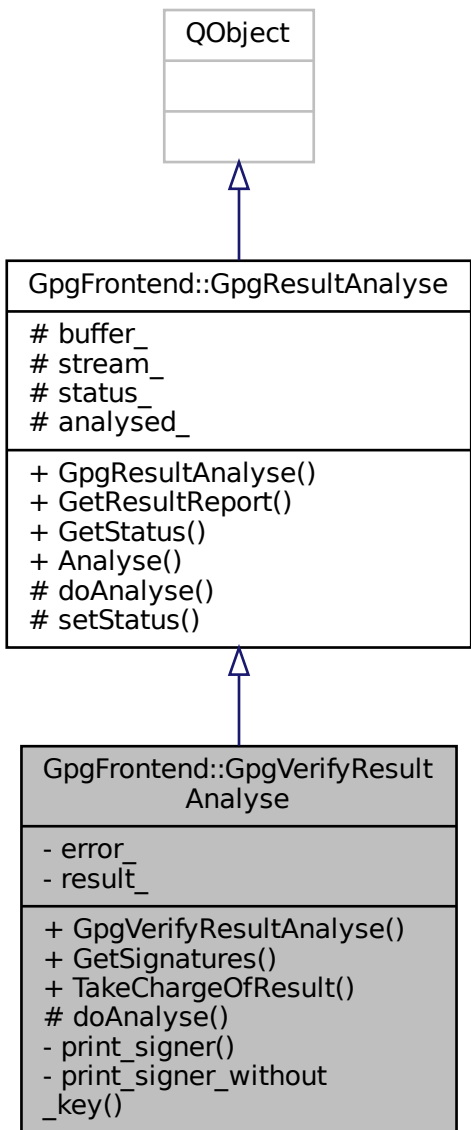 QObject
GpgFrontend::GpgResultAnalyse
# buffer_
# stream_
# status_
# analysed_
+ GpgResultAnalyse()
+ GetResultReport()
+ GetStatus()
+ Analyse()
# doAnalyse()
# setStatus()
GpgFrontend::GpgVerifyResult
Analyse
- error_
- result_
+ GpgVerifyResultAnalyse()
+ GetSignatures()
+ TakeChargeOfResult()
# doAnalyse()
- print_signer()
- print_signer_without
_key()